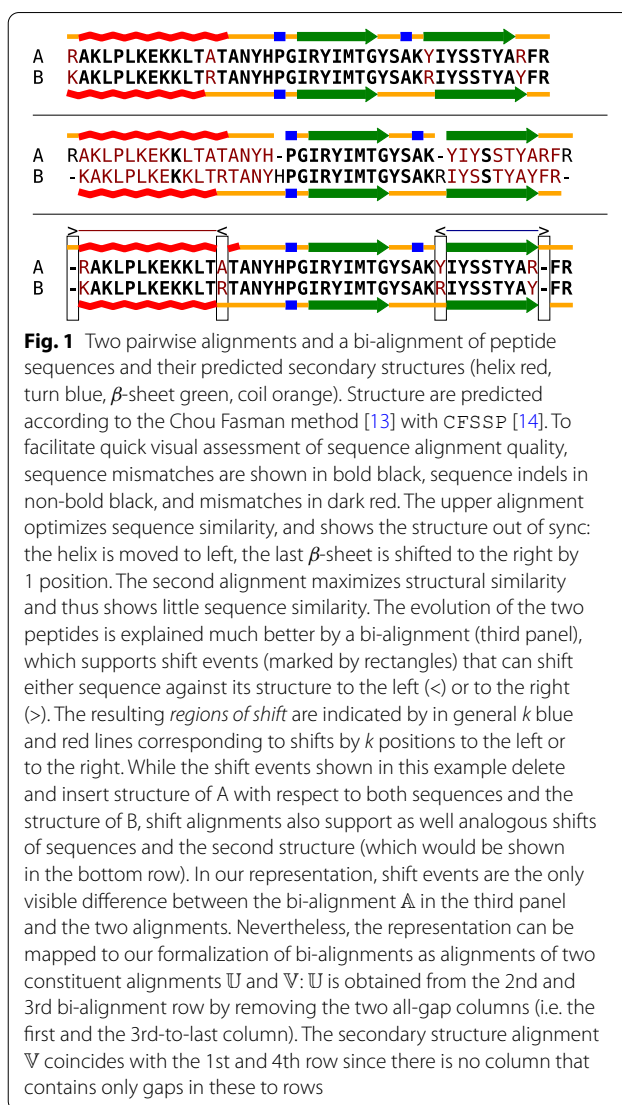 A RAKLPLKEKKLTATANYHPGIRYIMTGYSAKYIYSSTYARFR
B KAKLPLKEKKLTRTANYHPGIRYIMTGYSAKRIYSSTYAYFR
A RAKLPLKEKKLTATANYH-PGIRYIMTGYSAK-YIYSSTYARFR
B -KAKLPLKEKKLTRTANYHPGIRYIMTGYSAKRIYSSTYAYFR-
> < < >
A -RAKLPLKEKKLTATANYHPGIRYIMTGYSAKYIYSSTYAR-FR
B -KAKLPLKEKKLTRTANYHPGIRYIMTGYSAKRIYSSTYAY-FR
Fig. 1 Two pairwise alignments and a bi-alignment of peptide
sequences and their predicted secondary structures (helix red,
turn blue, β-sheet green, coil orange). Structure are predicted
according to the Chou Fasman method [13] with CFSSP [14]. To
facilitate quick visual assessment of sequence alignment quality,
sequence mismatches are shown in bold black, sequence indels in
non-bold black, and mismatches in dark red. The upper alignment
optimizes sequence similarity, and shows the structure out of sync:
the helix is moved to left, the last β-sheet is shifted to the right by
1 position. The second alignment maximizes structural similarity
and thus shows little sequence similarity. The evolution of the two
peptides is explained much better by a bi-alignment (third panel),
which supports shift events (marked by rectangles) that can shift
either sequence against its structure to the left (<) or to the right
(>). The resulting regions of shift are indicated by in general k blue
and red lines corresponding to shifts by k positions to the left or
to the right. While the shift events shown in this example delete
and insert structure of A with respect to both sequences and the
structure of B, shift alignments also support as well analogous shifts
of sequences and the second structure (which would be shown
in the bottom row). In our representation, shift events are the only
visible difference between the bi-alignment 𝔸 in the third panel
and the two alignments. Nevertheless, the representation can be
mapped to our formalization of bi-alignments as alignments of two
constituent alignments 𝕌 and 𝕍: 𝕌 is obtained from the 2nd and
3rd bi-alignment row by removing the two all-gap columns (i.e. the
first and the 3rd-to-last column). The secondary structure alignment
𝕍 coincides with the 1st and 4th row since there is no column that
contains only gaps in these to rows